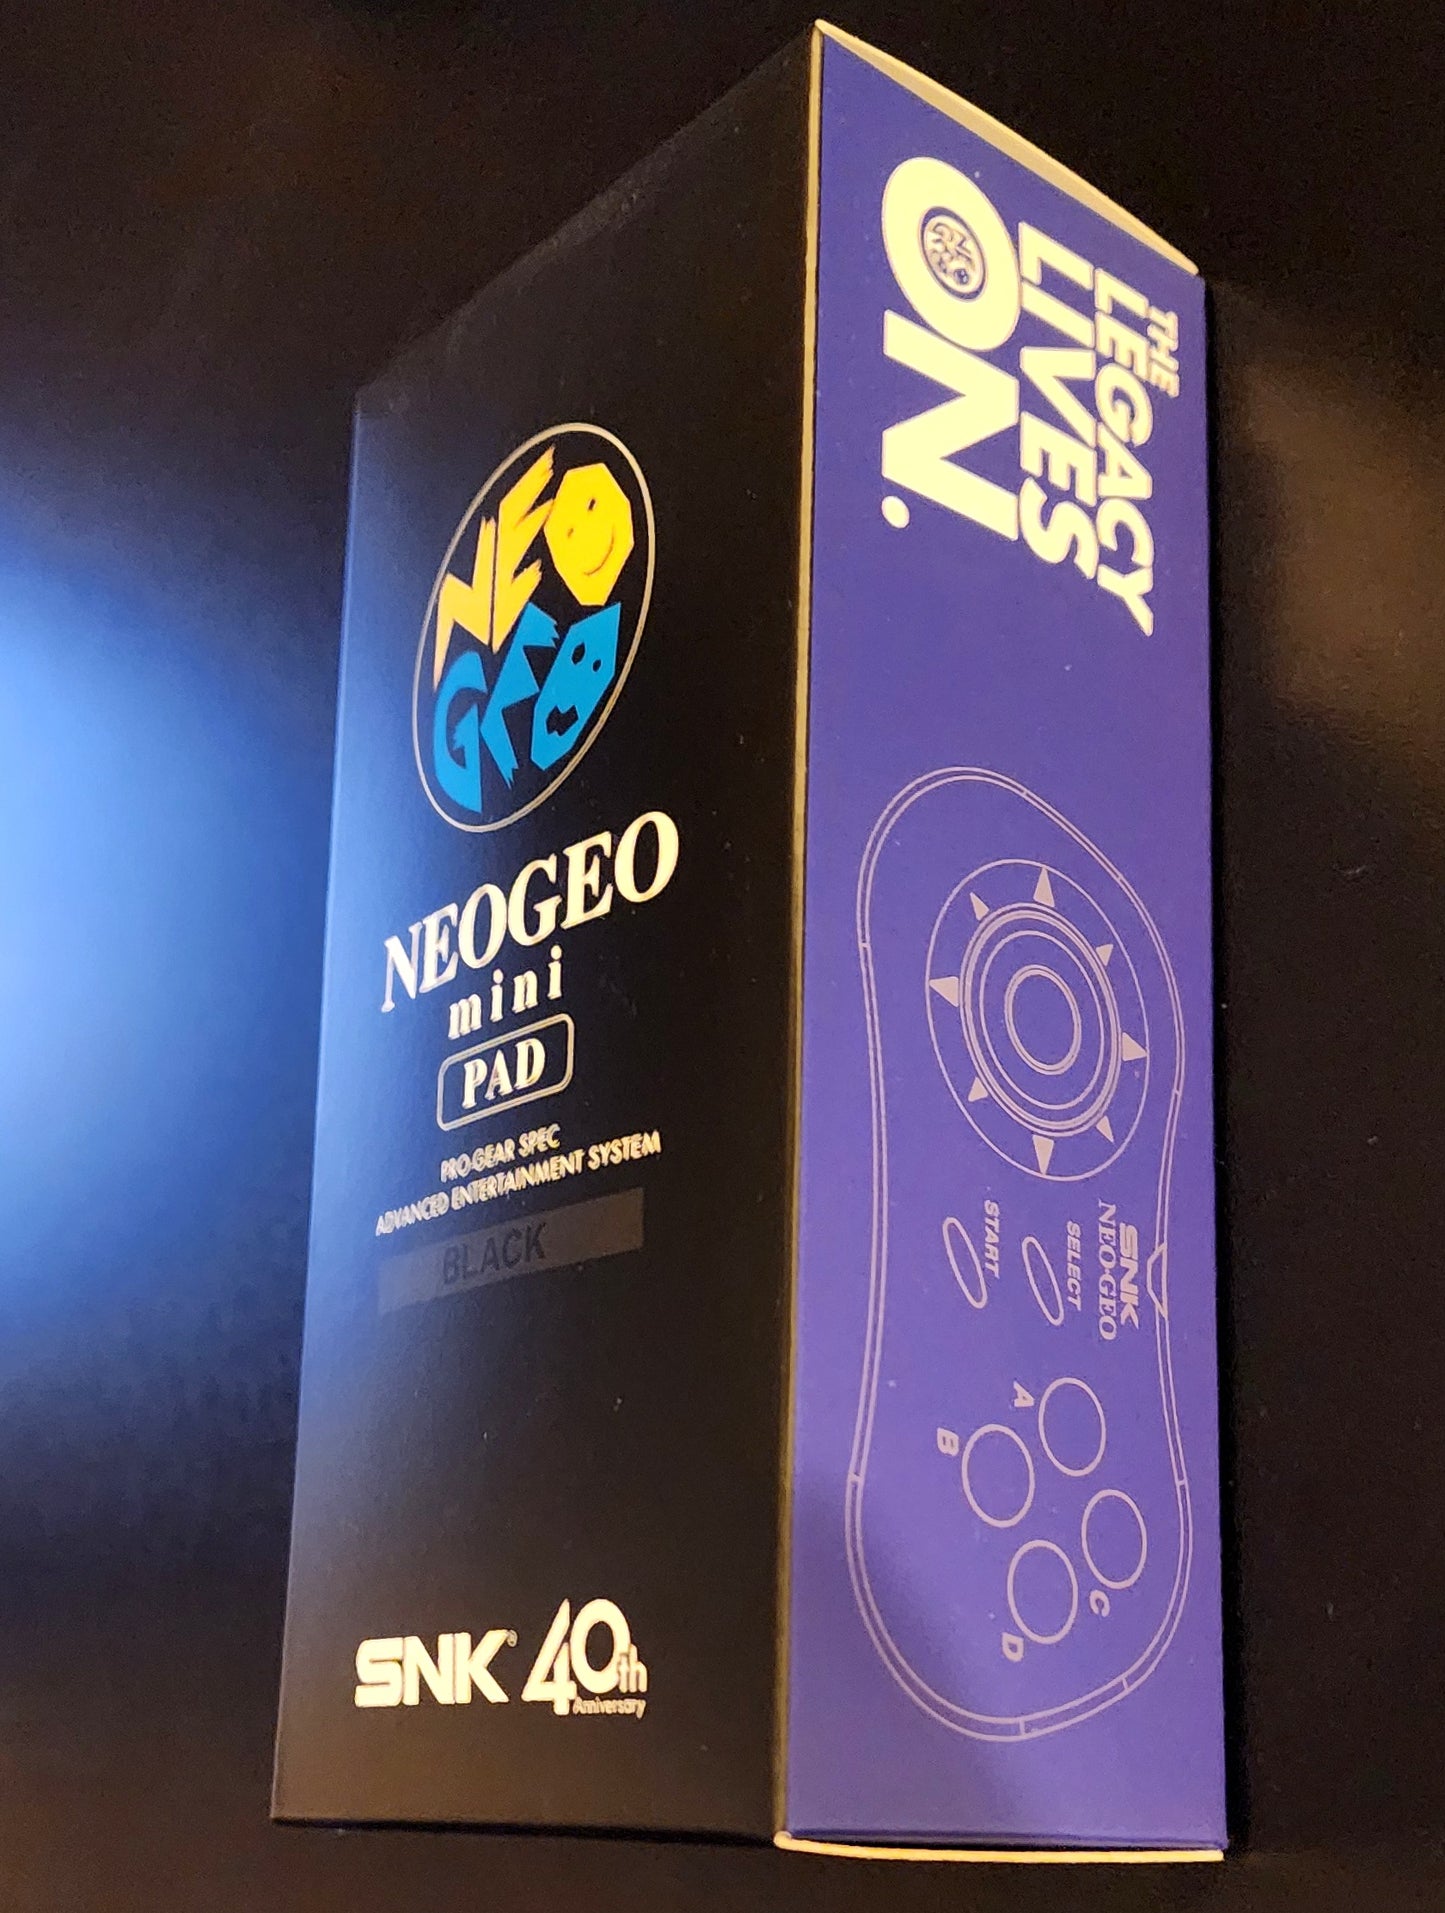 NEO
GEO
NEOGEO
mini
PAD
PRO-GEAR SPEC
ADVANCED ENTERTAINMENT SYSTEM
BLACK
SNK® 40th
Anniversary
THE
LEGACY
LIVES
ON.
SNK
NEO·GEO
SELECT
START
A
B
C
D